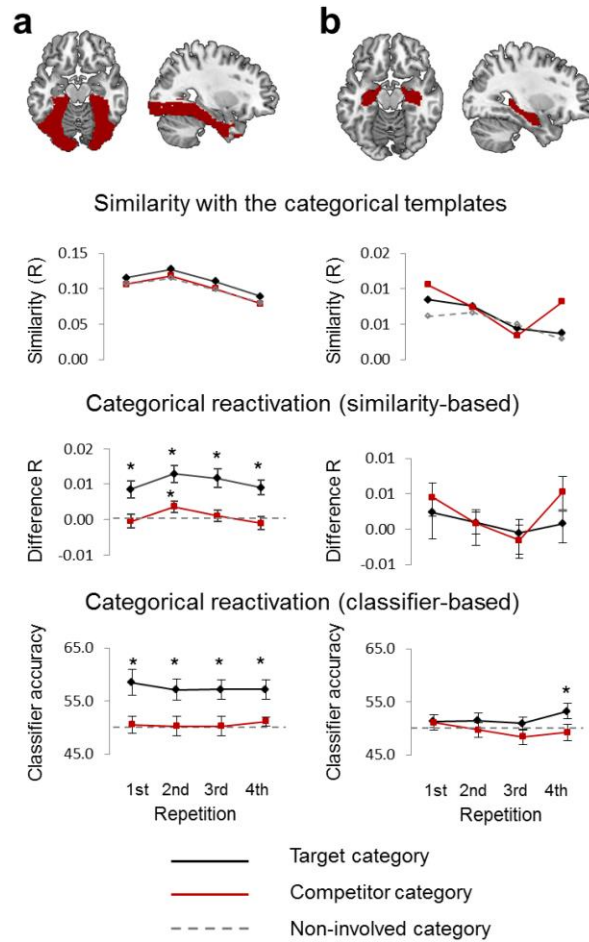 a
b
Similarity with the categorical templates
Similarity (R)
0.15
0.10
0.05
0.00
Similarity (R)
0.02
0.01
0.01
0.00
Categorical reactivation (similarity-based)
Difference R
0.02
0.01
0.00
-0.01
* * * *
*
Difference R
0.01
0.01
0.00
-0.01
Categorical reactivation (classifier-based)
Classifier accuracy
65.0
55.0
45.0
* * * *
1st 2nd 3rd 4th
Repetition
Classifier accuracy
65.0
55.0
45.0
*
1st 2nd 3rd 4th
Repetition
Target category
Competitor category
Non-involved category